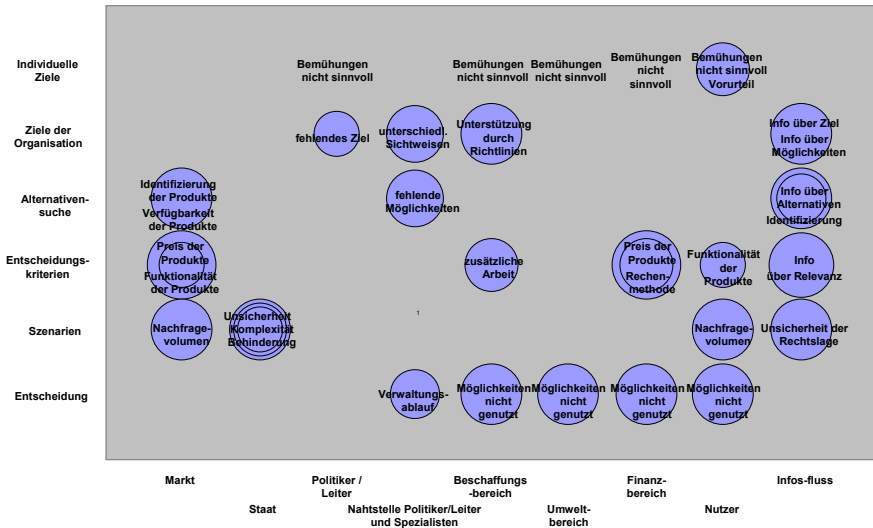 Individuelle
Ziele
Bemühungen
nicht sinnvoll
Bemühungen
nicht sinnvoll
Bemühungen
nicht sinnvoll
Bemühungen
nicht
sinnvoll
Bemühungen
nicht sinnvoll
Vorurteil
Ziele der
Organisation
fehlendes Ziel
unterschiedl.
Sichtweisen
Unterstützung
durch
Richtlinien
Info über Ziel
Info über
Möglichkeiten
Alternativen-
suche
Identifizierung
der Produkte
Verfügbarkeit
der Produkte
fehlende
Möglichkeiten
Info über
Alternativen
Identifizierung
Entscheidungs-
kriterien
Preis der
Produkte
Funktionalität
der Produkte
zusätzliche
Arbeit
Preis der
Produkte
Rechen-
methode
Funktionalität
der
Produkte
Info
über Relevanz
Szenarien
Nachfrage-
volumen
Unsicherheit
Komplexität
Behinderung
1
Nachfrage-
volumen
Unsicherheit der
Rechtslage
Entscheidung
Verwaltungs-
ablauf
Möglichkeiten
nicht
genutzt
Möglichkeiten
nicht
genutzt
Möglichkeiten
nicht
genutzt
Möglichkeiten
nicht
genutzt
Markt
Staat
Politiker /
Leiter
Nahtstelle Politiker/Leiter
und Spezialisten
Beschaffungs
-bereich
Umwelt-
bereich
Finanz-
bereich
Nutzer
Infos-fluss